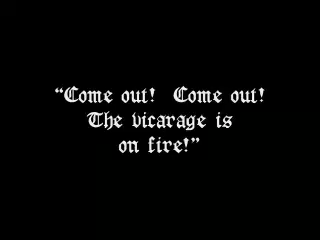 “Come out!  Come out!
The vicarage is
on fire!”